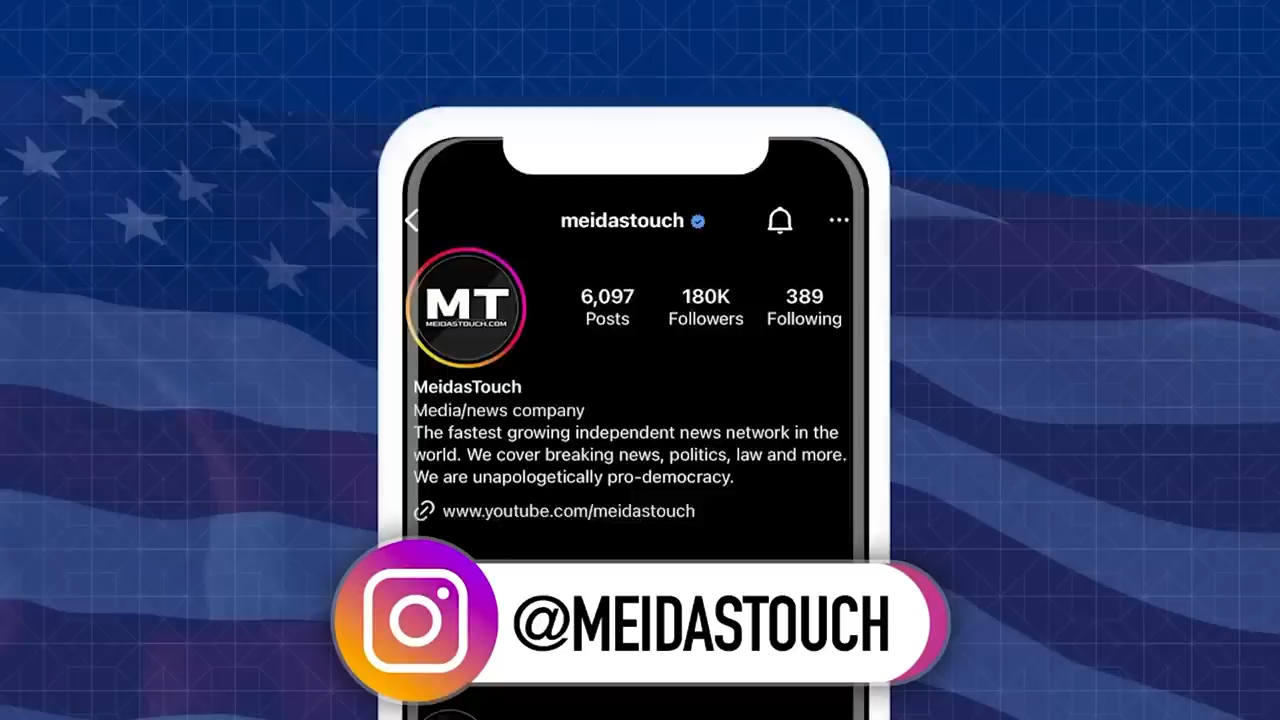 meidastouch
MT
MEIDASTOUCH.COM
6,097 180K 389
Posts Followers Following
MeidasTouch
Media/news company
The fastest growing independent news network in the
world. We cover breaking news, politics, law and more.
We are unapologetically pro-democracy.
www.youtube.com/meidastouch
@MEIDASTOUCH